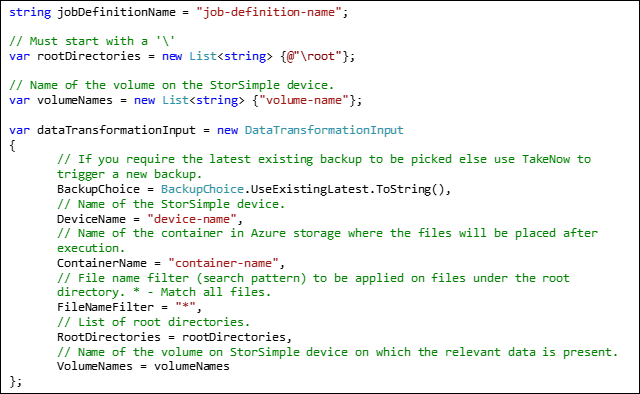 string jobDefinitionName = "job-definition-name";
// Must start with a '\'
var rootDirectories = new List<string> {@"\root"};
// Name of the volume on the StorSimple device.
var volumeNames = new List<string> {"volume-name"};
var dataTransformationInput = new DataTransformationInput
{
// If you require the latest existing backup to be picked else use TakeNow to
trigger a new backup.
BackupChoice = BackupChoice.UseExistingLatest.ToString(),
// Name of the StorSimple device.
DeviceName = "device-name",
// Name of the container in Azure storage where the files will be placed after
execution.
ContainerName = "container-name",
// File name filter (search pattern) to be applied on files under the root
directory. * - Match all files.
FileNameFilter = "*",
// List of root directories.
RootDirectories = rootDirectories,
// Name of the volume on StorSimple device on which the relevant data is present.
VolumeNames = volumeNames
};